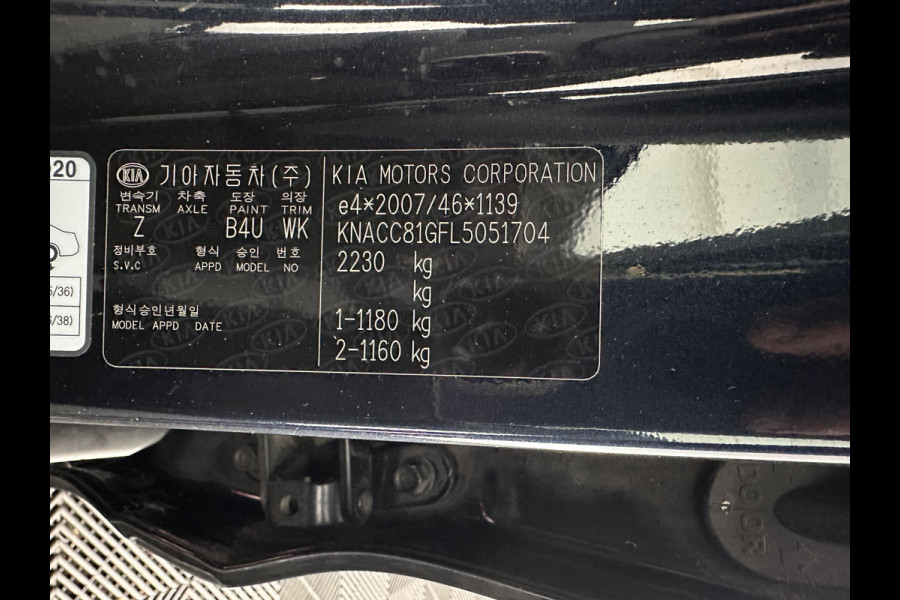 20
KIA 기아자동차(주) KIA MOTORS CORPORATION
변속기 차축 도장 의장
TRANSM AXLE PAINT TRIM
Z B4U WK
e4*2007/46*1139
KNACC81GFL5051704
정비부호 형식 승인 번호
S.V.C APPD MODEL NO
2230 kg
kg
형식승인년월일
MODEL APPD DATE
1-1180 kg
2-1160 kg
/36)
/38)